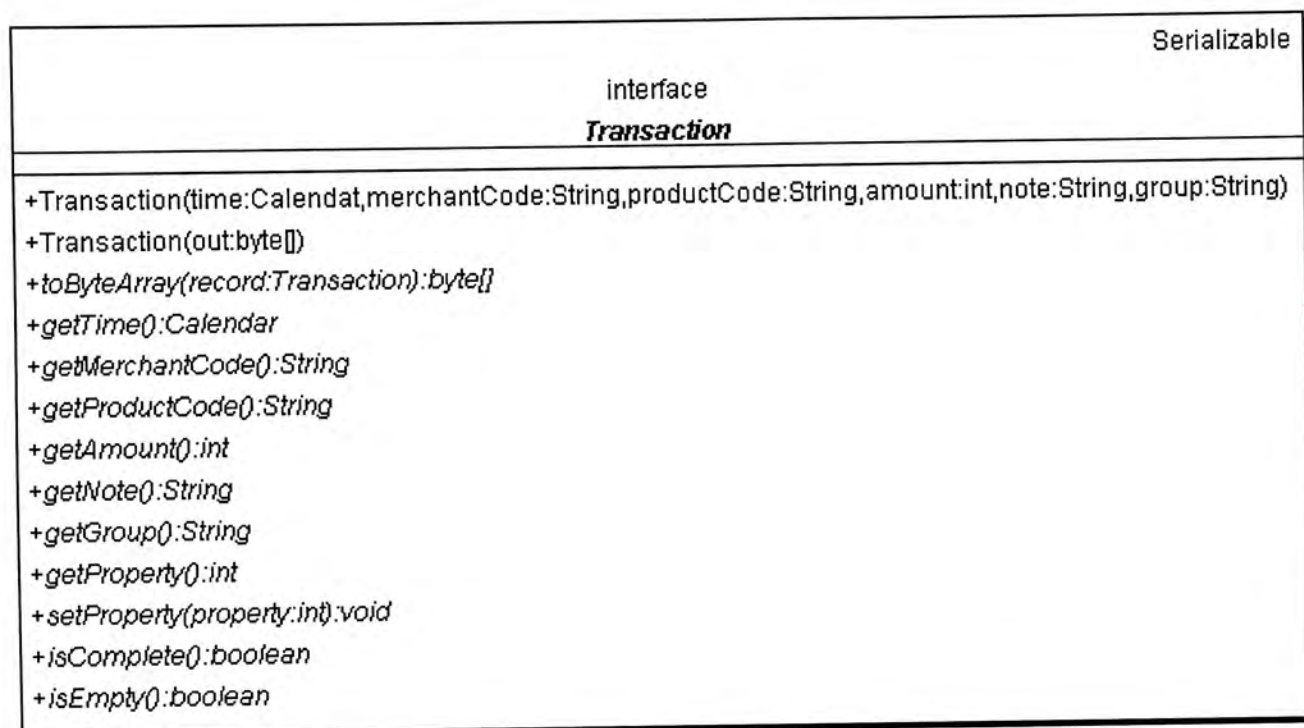 Serializable
interface
Transaction
+Transaction(time:Calendat,merchantCode:String,productCode:String,amount:int,note:String,group:String)
+Transaction(out:byte[])
+toByteArray(record:Transaction):byte[]
+getTime():Calendar
+getMerchantCode():String
+getProductCode():String
+getAmount():int
+getNote():String
+getGroup():String
+getProperty():int
+setProperty(property:int):void
+isComplete():boolean
+isEmpty():boolean